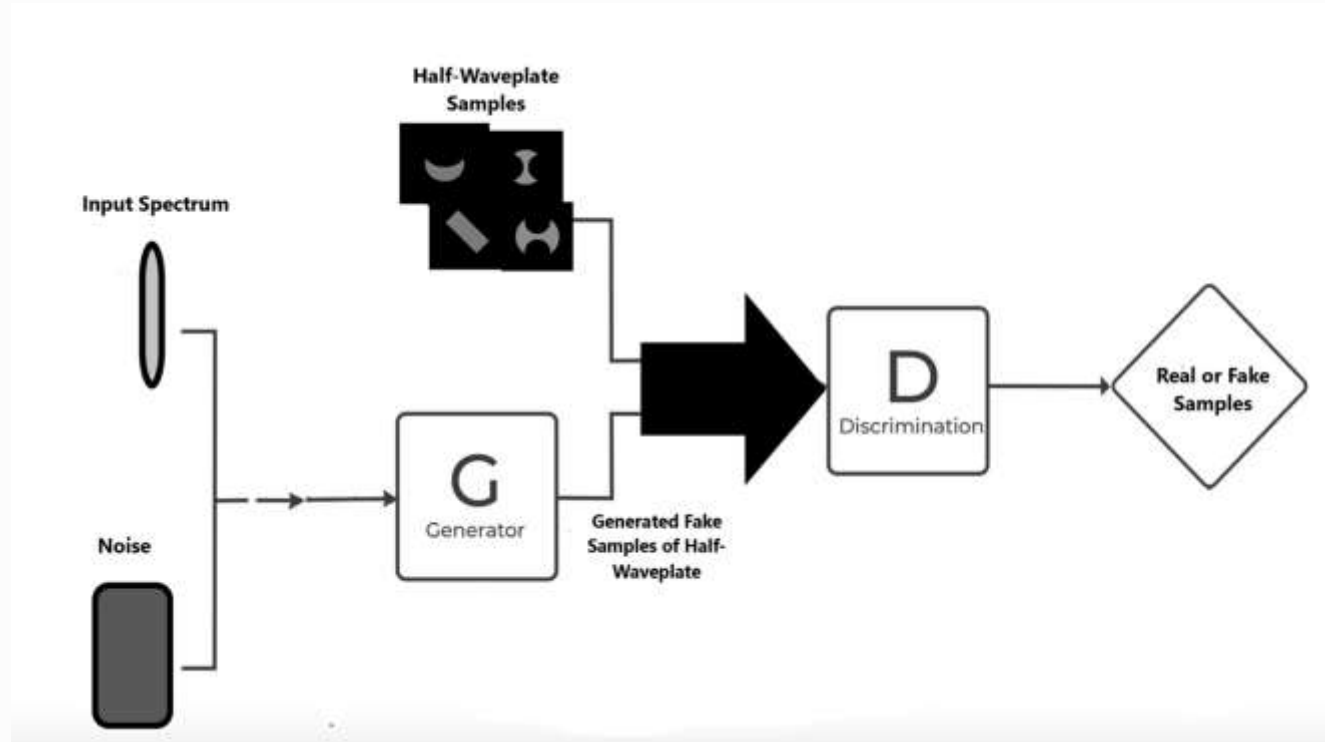 Half-Waveplate
Samples
Input Spectrum
Noise
G
Generator
Generated Fake
Samples of Half-
Waveplate
D
Discrimination
Real or Fake
Samples